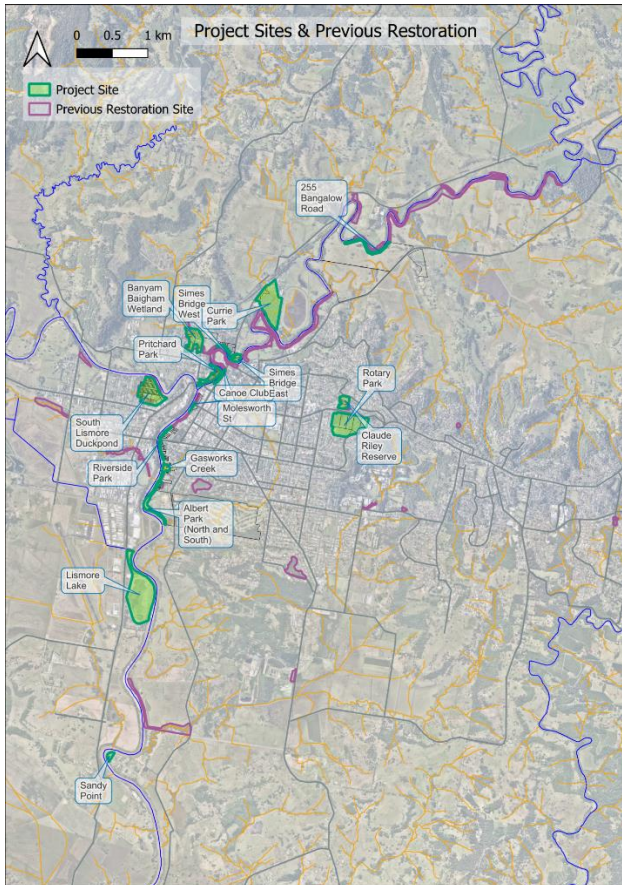 Project Sites & Previous Restoration
0 0.5 1 km
Project Site
Previous Restoration Site
255
Bangalow
Road
Banyam
Baigham
Wetland
Simes
Bridge
West
Currie
Park
Pritchard
Park
Simes
Bridge
East
Canoe Club
Molesworth
St
Rotary
Park
South
Lismore
Duckpond
Claude
Riley
Reserve
Riverside
Park
Gasworks
Creek
Albert
Park
(North and
South)
Lismore
Lake
Sandy
Point